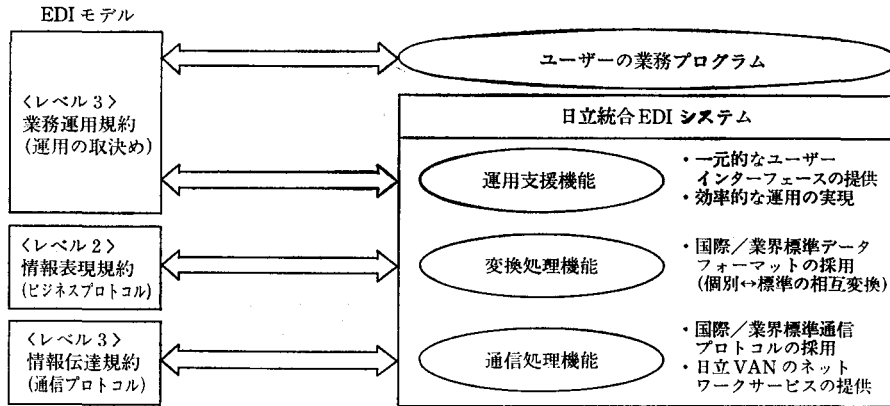 EDIモデル
ユーザーの業務プログラム
<レベル3>
業務運用規約
(運用の取決め)
日立統合EDIシステム
運用支援機能
・一元的なユーザー
インターフェースの提供
・効率的な運用の実現
<レベル2>
情報表現規約
(ビジネスプロトコル)
変換処理機能
・国際/業界標準データ
フォーマットの採用
(個別↔標準の相互変換)
<レベル3>
情報伝達規約
(通信プロトコル)
通信処理機能
・国際/業界標準通信
プロトコルの採用
・日立VANのネット
ワークサービスの提供